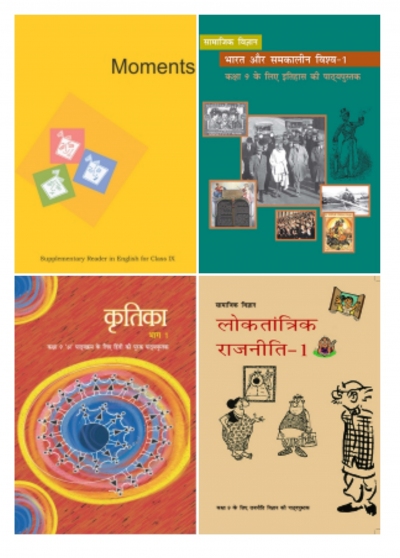 Moments
Supplementary Reader in English for Class IX
सामाजिक विज्ञान
भारत और समकालीन विश्व-1
कक्षा 9 के लिए इतिहास की पाठ्यपुस्तक
कृतिका
भाग 1
कक्षा 9 'अ' पाठ्यक्रम के लिए हिंदी की पूरक पाठ्यपुस्तक
सामाजिक विज्ञान
लोकतांत्रिक
राजनीति-1
कक्षा 9 के लिए राजनीति विज्ञान की पाठ्यपुस्तक